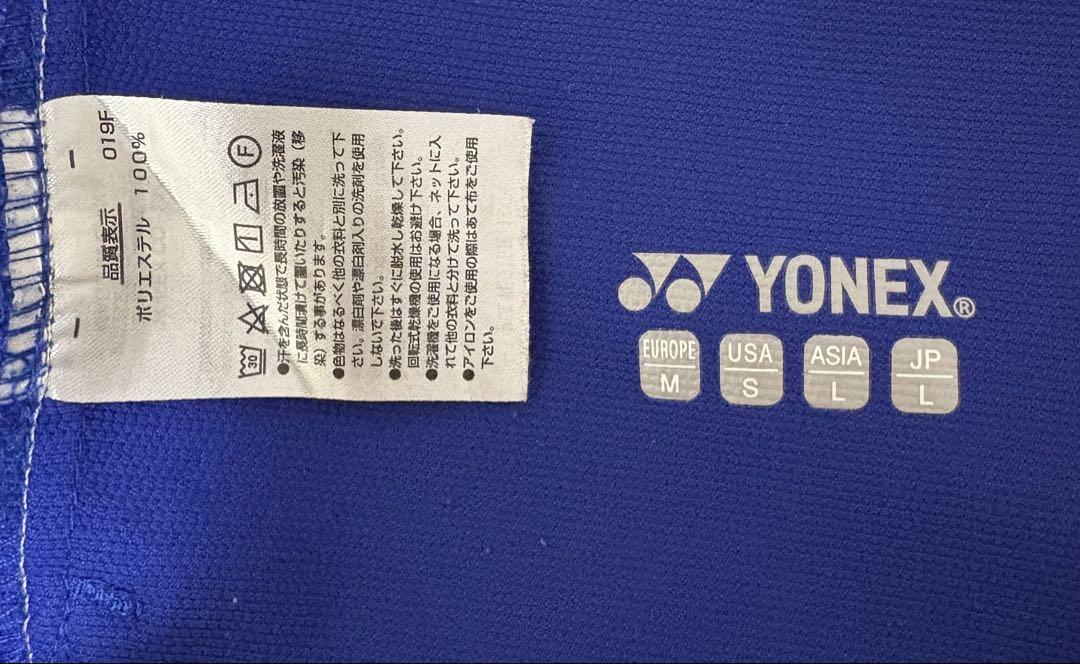 品質表示 019F
ポリエステル 100%
30
F
●汗を含んだ状態で長時間の放置や洗濯液
に長時間漬けて置いたりすると汚染(移
染)する事があります。
●色物はなるべく他の衣料と別に洗って下
さい。漂白剤や漂白剤入りの洗剤を使用
しないで下さい。
●洗った後はすぐに脱水し乾燥して下さい。
回転式乾燥機の使用はお避け下さい。
●洗濯機をご使用になる場合、ネットに入
れて他の衣料と分けて洗って下さい。
●アイロンをご使用の際はあて布をご使用
下さい。
YONEX®
EUROPE
M
USA
S
ASIA
L
JP
L